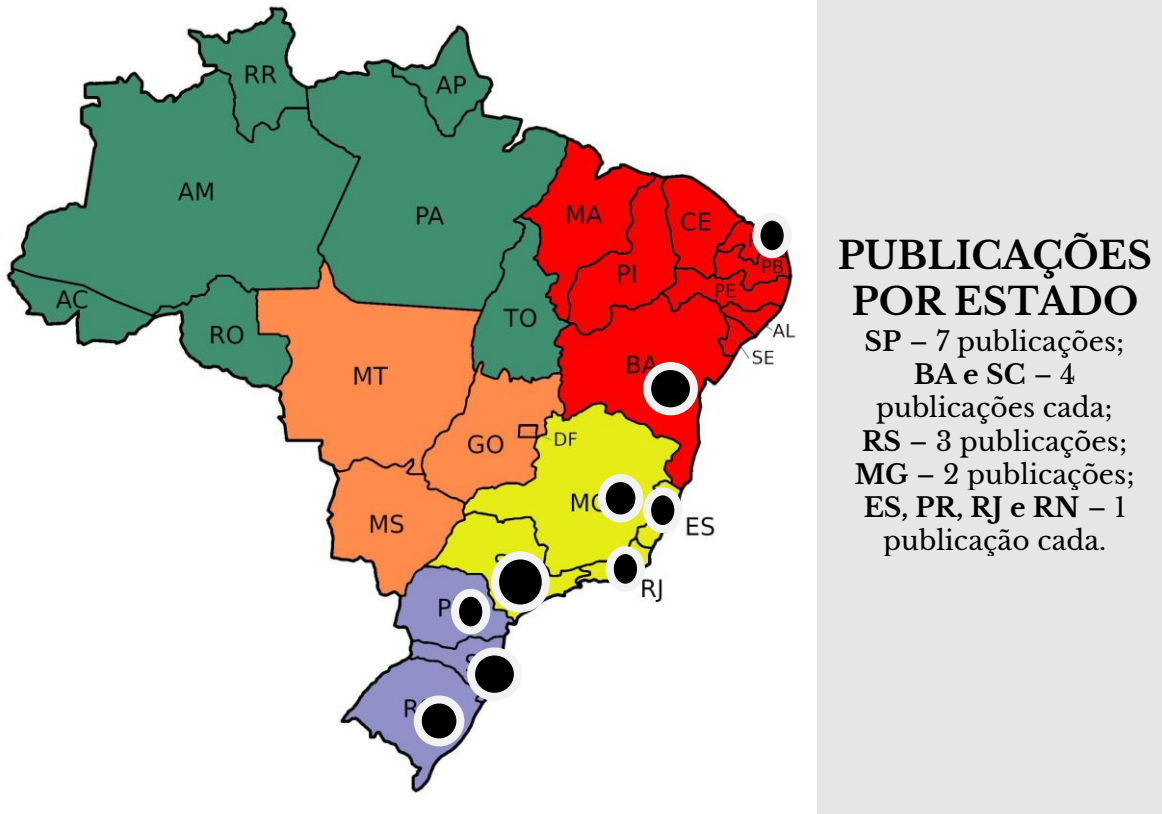 RR
AP
AM
PA
MA
CE
PI
PB
PE
AC
RO
TO
AL
SE
MT
BA
GO
DF
MS
ES
RJ
PUBLICAÇÕES
POR ESTADO
SP – 7 publicações;
BA e SC – 4
publicações cada;
RS – 3 publicações;
MG – 2 publicações;
ES, PR, RJ e RN – 1
publicação cada.